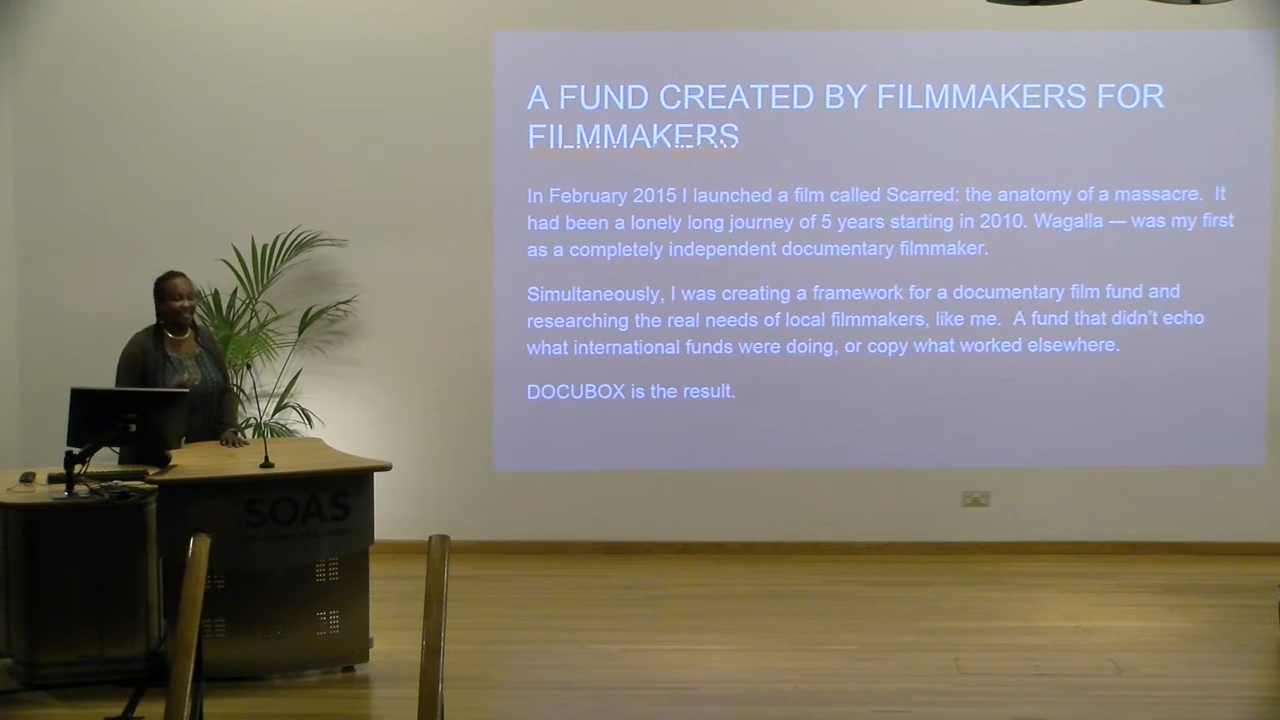 A FUND CREATED BY FILMMAKERS FOR
FILMMAKERS
In February 2015 I launched a film called Scarred: the anatomy of a massacre. It
had been a lonely long journey of 5 years starting in 2010. Wagalla — was my first
as a completely independent documentary filmmaker.
Simultaneously, I was creating a framework for a documentary film fund and
researching the real needs of local filmmakers, like me. A fund that didn't echo
what international funds were doing, or copy what worked elsewhere.
DOCUBOX is the result.
SOAS